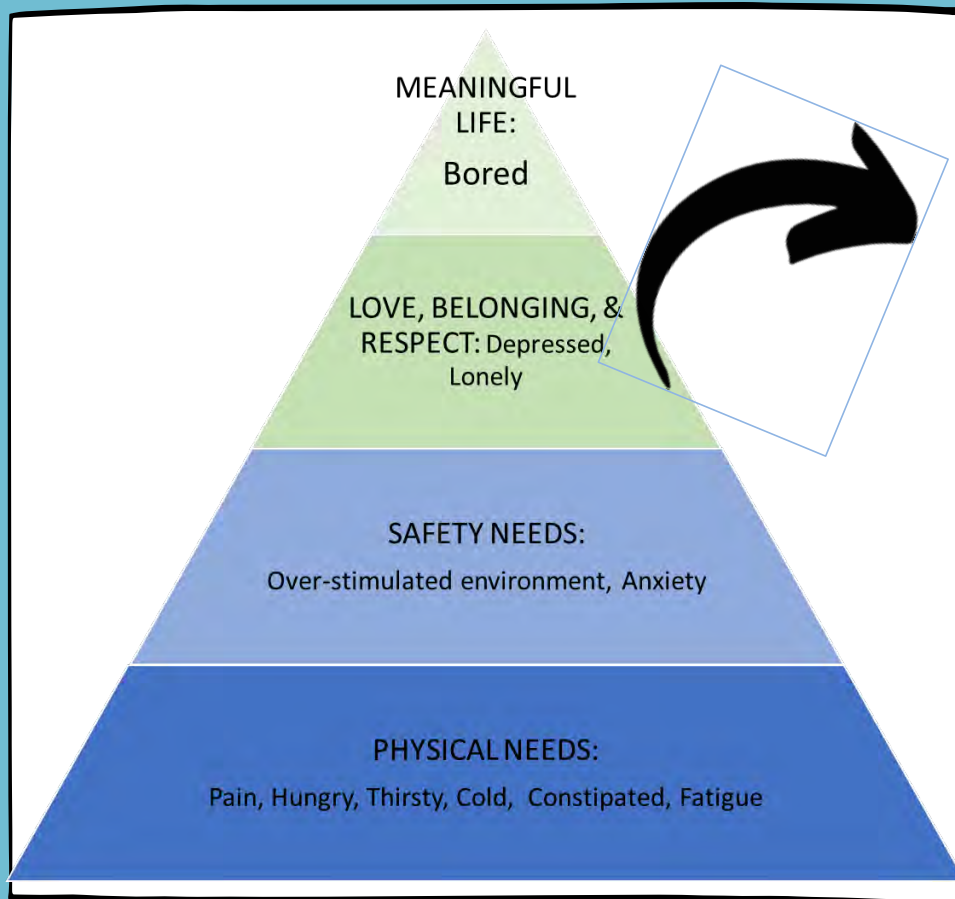 MEANINGFUL
LIFE:
Bored
LOVE, BELONGING, &
RESPECT: Depressed,
Lonely
SAFETY NEEDS:
Over-stimulated environment, Anxiety
PHYSICAL NEEDS:
Pain, Hungry, Thirsty, Cold, Constipated, Fatigue